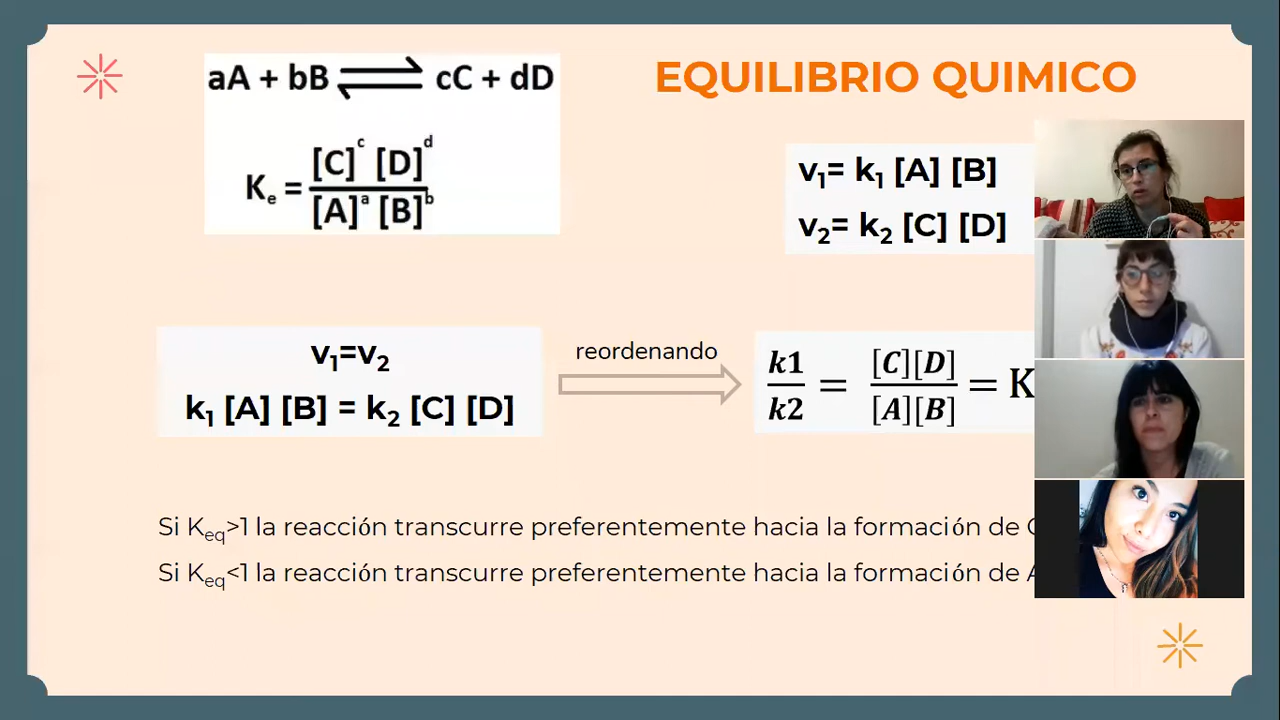 aA + bB ⇌ cC + dD
EQUILIBRIO QUIMICO
Kₑ = [C]ᶜ [D]ᵈ / [A]ᵃ [B]ᵇ
v₁= k₁ [A] [B]
v₂= k₂ [C] [D]
v₁=v₂
k₁ [A] [B] = k₂ [C] [D]
reordenando
k1/k2 = [C][D]/[A][B] = K
Si Keq>1 la reacción transcurre preferentemente hacia la formación de
Si Keq<1 la reacción transcurre preferentemente hacia la formación de